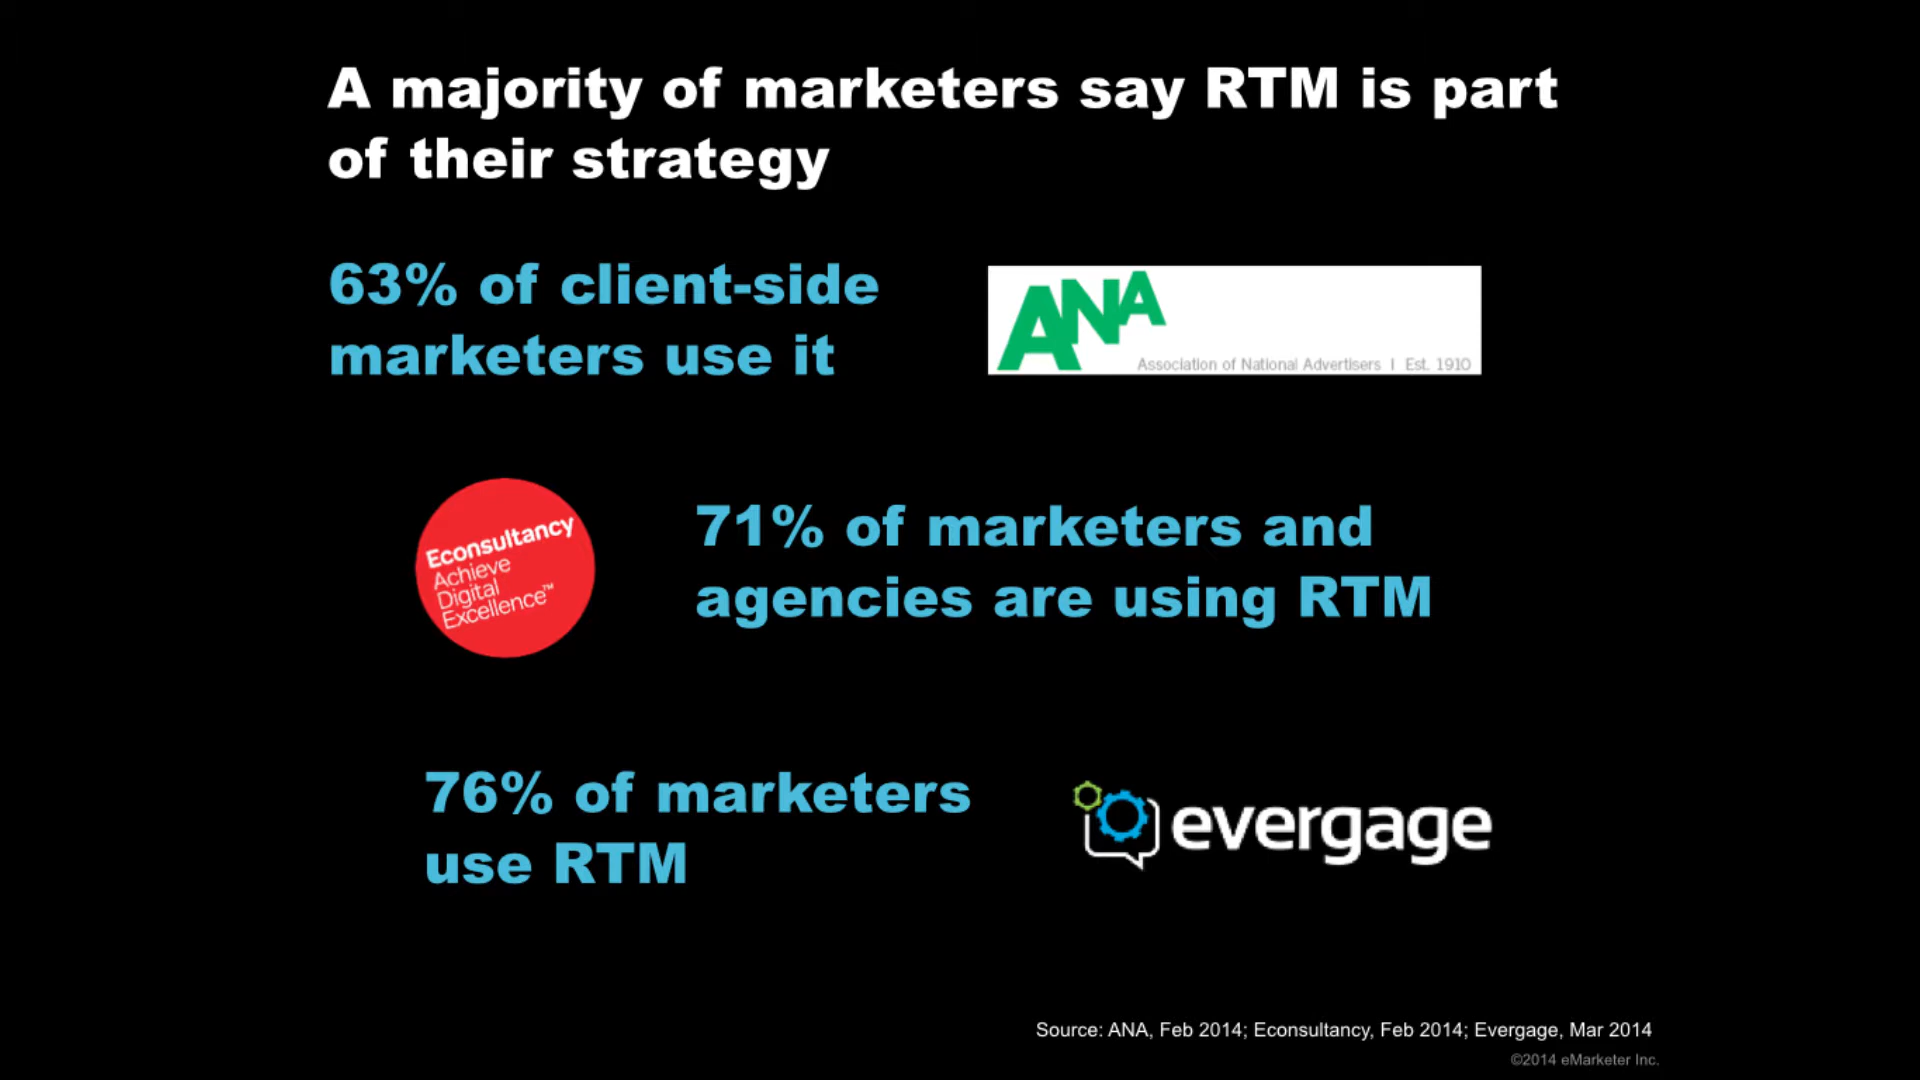 A majority of marketers say RTM is part
of their strategy
63% of client-side
marketers use it
ANA
Association of National Advertisers | Est. 1910
Econsultancy
Achieve
Digital
Excellence™
71% of marketers and
agencies are using RTM
76% of marketers
use RTM
evergage
Source: ANA, Feb 2014; Econsultancy, Feb 2014; Evergage, Mar 2014
©2014 eMarketer Inc.